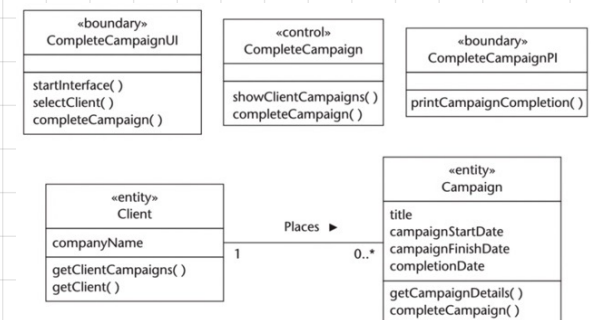 «boundary»
CompleteCampaignUI
startInterface( )
selectClient( )
completeCampaign( )
«control»
CompleteCampaign
showClientCampaigns( )
completeCampaign( )
«boundary»
CompleteCampaignPI
printCampaignCompletion( )
«entity»
Client
companyName
getClientCampaigns( )
getClient( )
Places ►
1
0..*
«entity»
Campaign
title
campaignStartDate
campaignFinishDate
completionDate
getCampaignDetails( )
completeCampaign( )